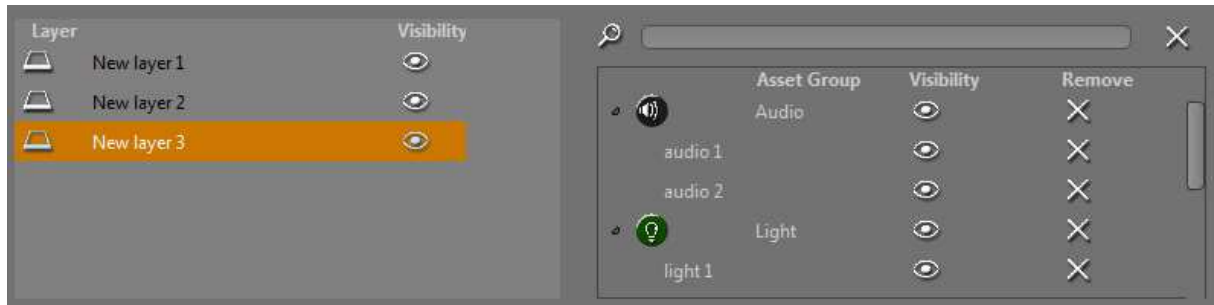 Layer Visibility
New layer 1
New layer 2
New layer 3
Asset Group Visibility Remove
Audio
audio 1
audio 2
Light
light 1